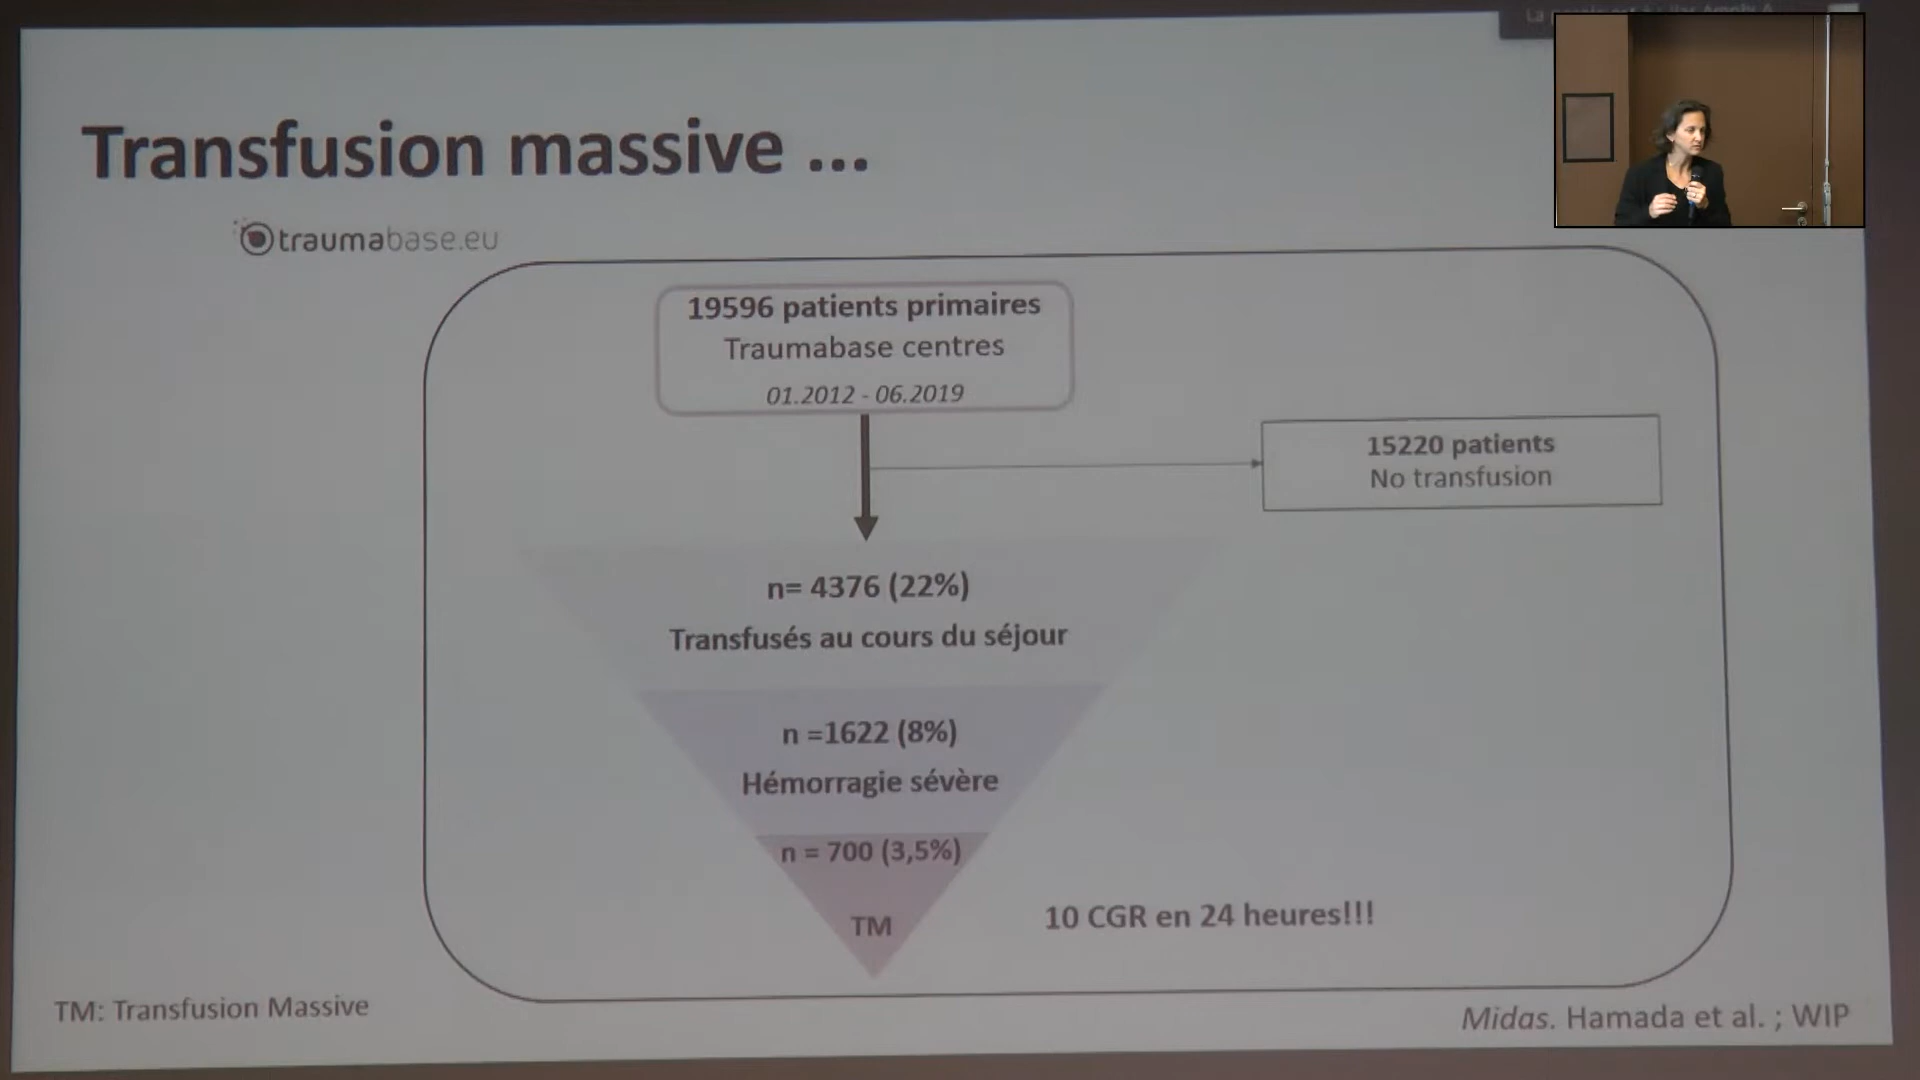 Transfusion massive ...
traumabase.eu
19596 patients primaires
Traumabase centres
01.2012 - 06.2019
15220 patients
No transfusion
n= 4376 (22%)
Transfusés au cours du séjour
n =1622 (8%)
Hémorragie sévère
n = 700 (3,5%)
TM
10 CGR en 24 heures!!!
TM: Transfusion Massive
Midas. Hamada et al. ; WIP